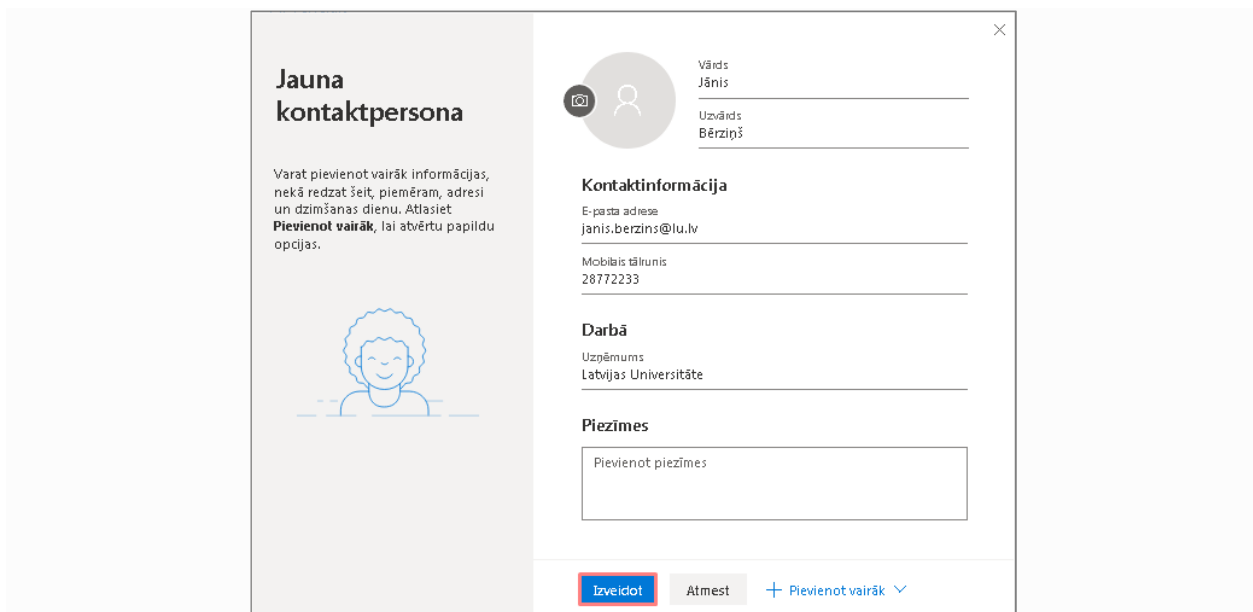 Jauna
kontaktpersona
Varat pievienot vairāk informācijas,
nekā redzat šeit, piemēram, adresi
un dzimšanas dienu. Atlasiet
Pievienot vairāk, lai atvērtu papildu
opcijas.
Vārds
Jānis
Uzvārds
Bērziņš
Kontaktinformācija
E-pasta adrese
janis.berzins@lu.lv
Mobilais tālrunis
28772233
Darbā
Uzņēmums
Latvijas Universitāte
Piezīmes
Pievienot piezīmes
Izveidot
Atmest
Pievienot vairāk